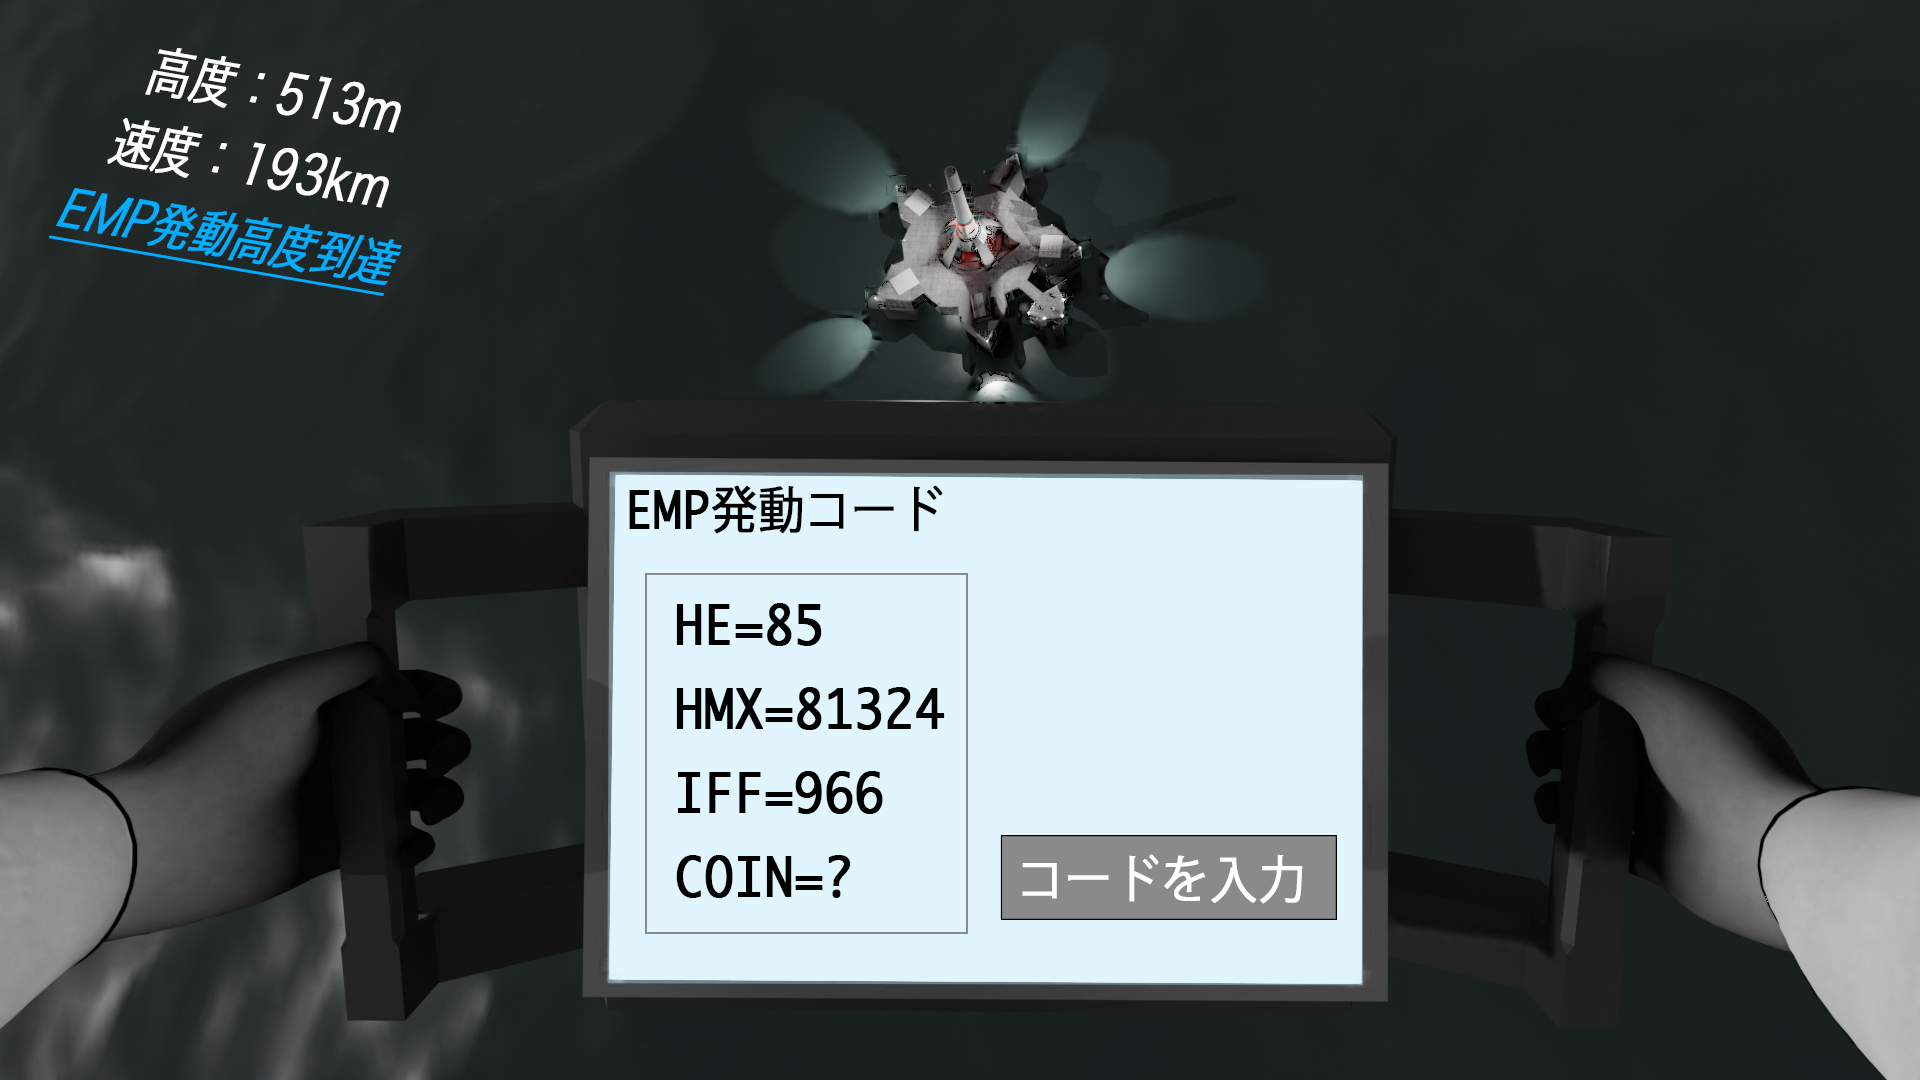 高度：513m
速度：193km
EMP発動高度到達
EMP発動コード
HE=85
HMX=81324
IFF=966
COIN=?
コードを入力